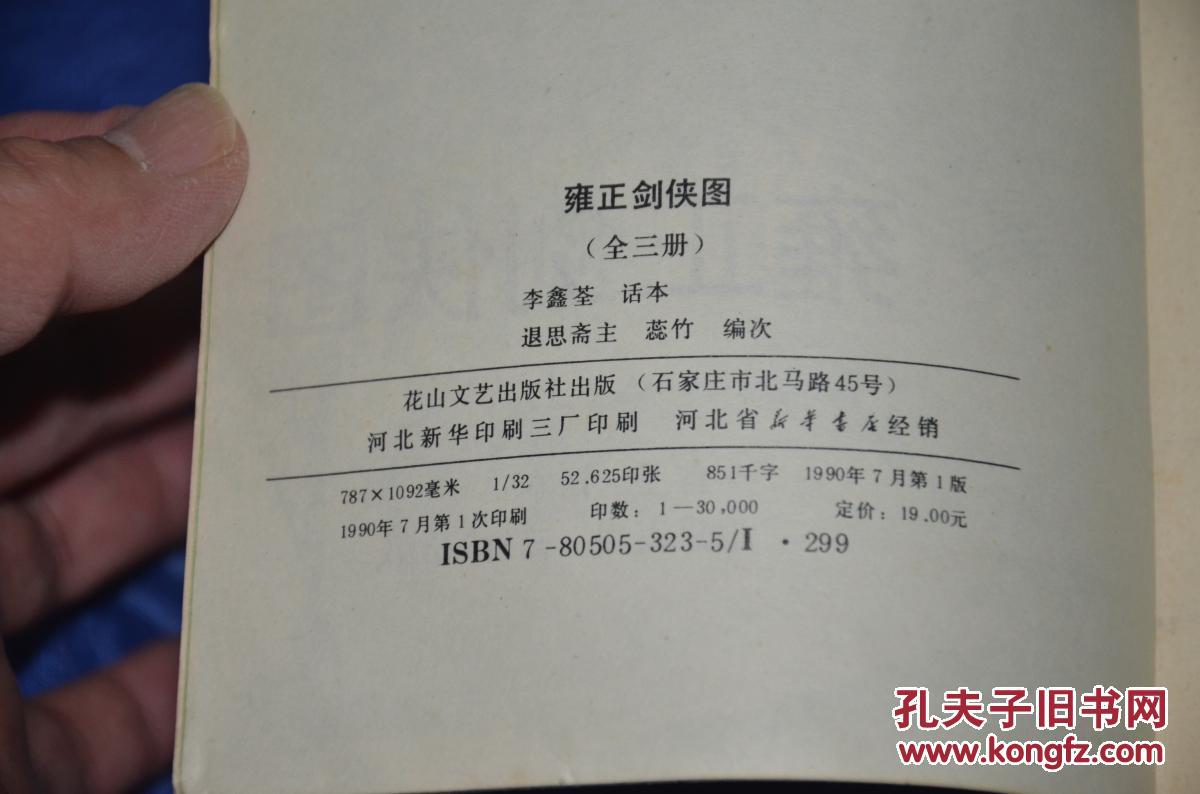 雍正剑侠图
（全三册）
李鑫荃 话本
退思斋主 蕊竹 编次
花山文艺出版社出版（石家庄市北马路45号）
河北新华印刷三厂印刷 河北省新华书店经销
787×1092毫米 1/32 52.625印张 851千字 1990年7月第1版
1990年7月第1次印刷 印数：1—30,000 定价：19.00元
ISBN 7-80505-323-5/I·299
孔夫子旧书网
www.kongfz.com